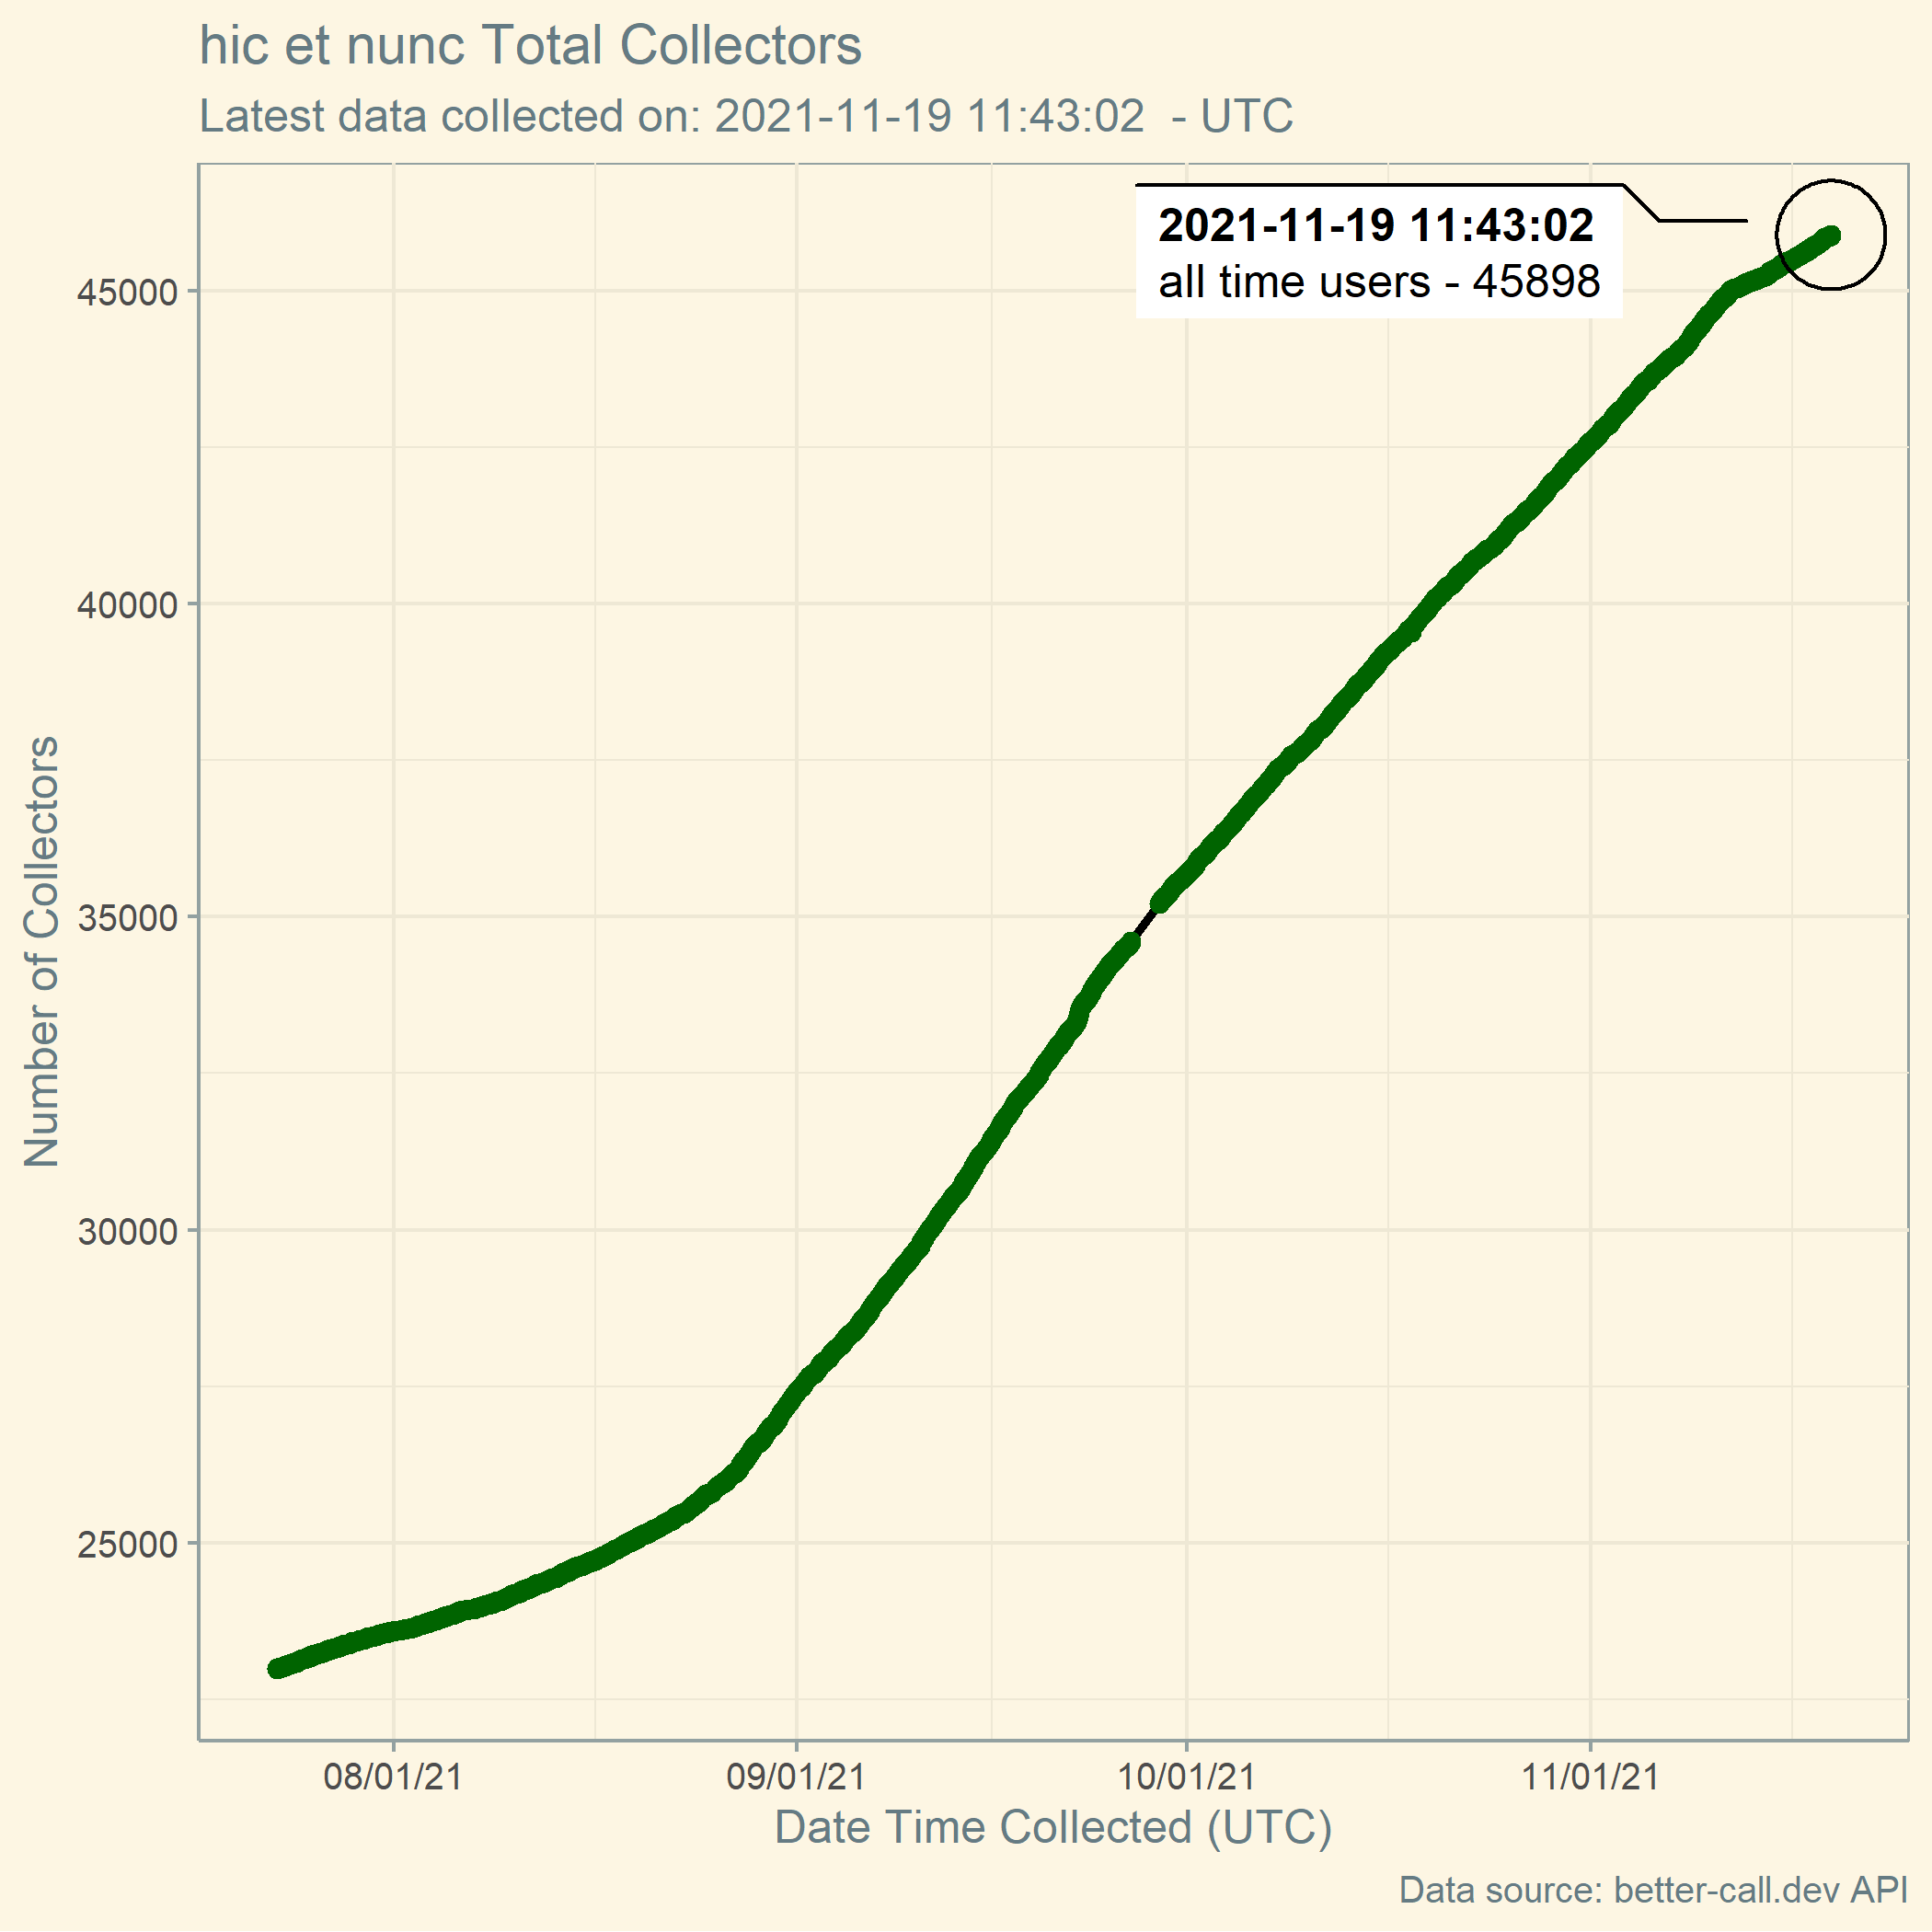 hic et nunc Total Collectors
Latest data collected on: 2021-11-19 11:43:02  - UTC
2021-11-19 11:43:02
all time users - 45898
45000
40000
35000
30000
25000
Number of Collectors
08/01/21
09/01/21
10/01/21
11/01/21
Date Time Collected (UTC)
Data source: better-call.dev API